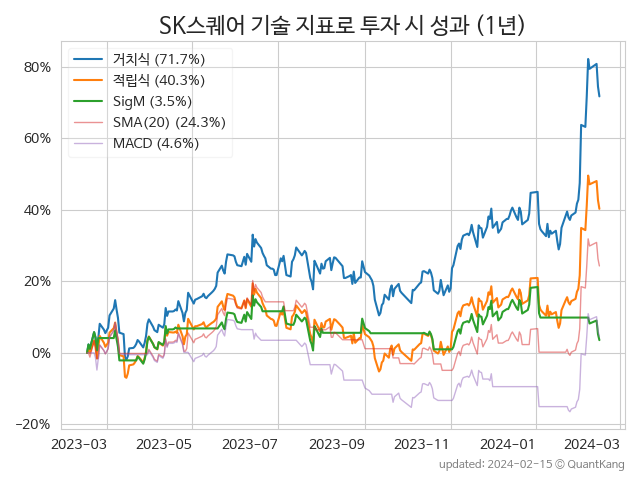 SK스퀘어 기술 지표로 투자 시 성과 (1년)
거치식 (71.7%)
적립식 (40.3%)
SigM (3.5%)
SMA(20) (24.3%)
MACD (4.6%)
80%
60%
40%
20%
0%
−20%
2023-03 2023-05 2023-07 2023-09 2023-11 2024-01 2024-03
updated: 2024-02-15 © QuantKang